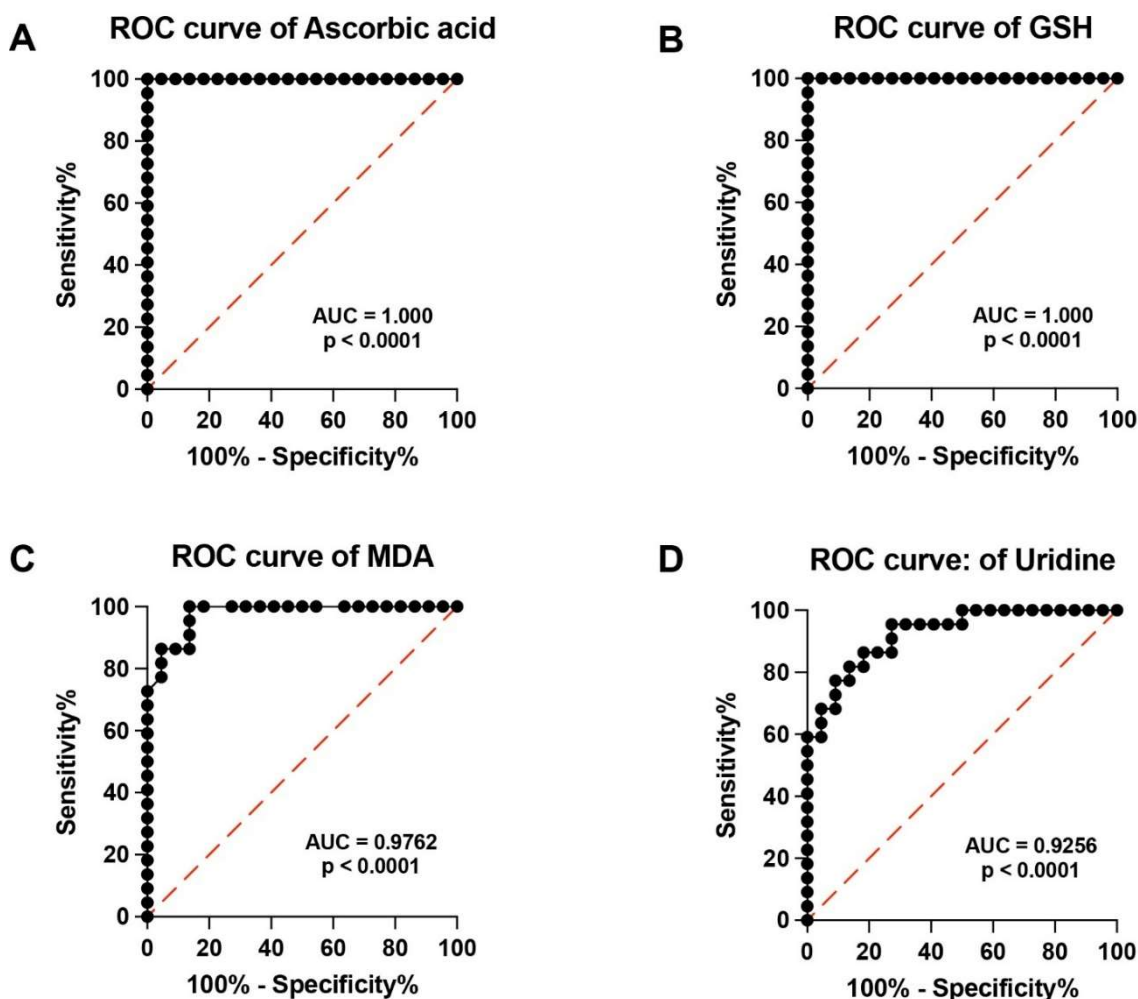 A
ROC curve of Ascorbic acid
100
80
60
40
20
0
Sensitivity%
AUC = 1.000
p < 0.0001
0 20 40 60 80 100
100% - Specificity%
B
ROC curve of GSH
100
80
60
40
20
0
Sensitivity%
AUC = 1.000
p < 0.0001
0 20 40 60 80 100
100% - Specificity%
C
ROC curve of MDA
100
80
60
40
20
0
Sensitivity%
AUC = 0.9762
p < 0.0001
0 20 40 60 80 100
100% - Specificity%
D
ROC curve: of Uridine
100
80
60
40
20
0
Sensitivity%
AUC = 0.9256
p < 0.0001
0 20 40 60 80 100
100% - Specificity%